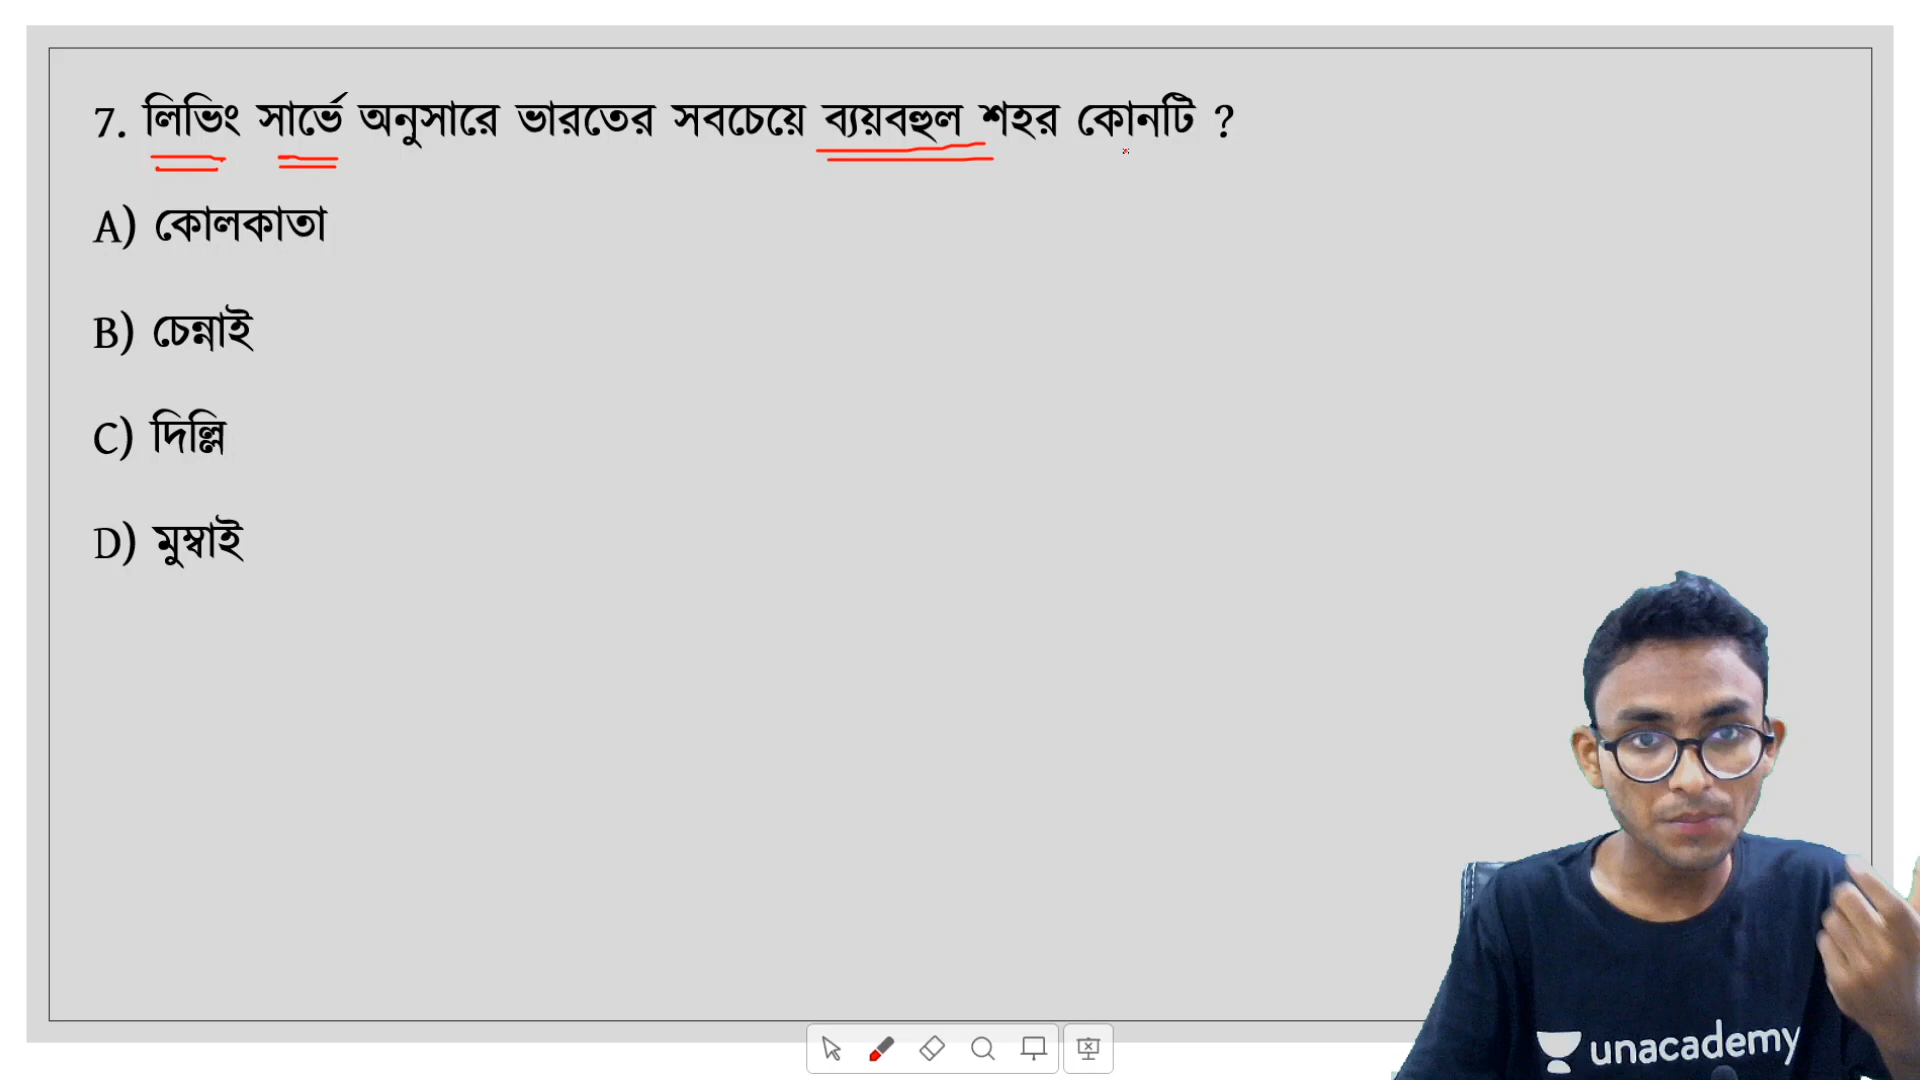 7. লিভিং সার্ভে অনুসারে ভারতের সবচেয়ে ব্যয়বহুল শহর কোনটি ?
A) কোলকাতা
B) চেন্নাই
C) দিল্লি
D) মুম্বাই
unacademy